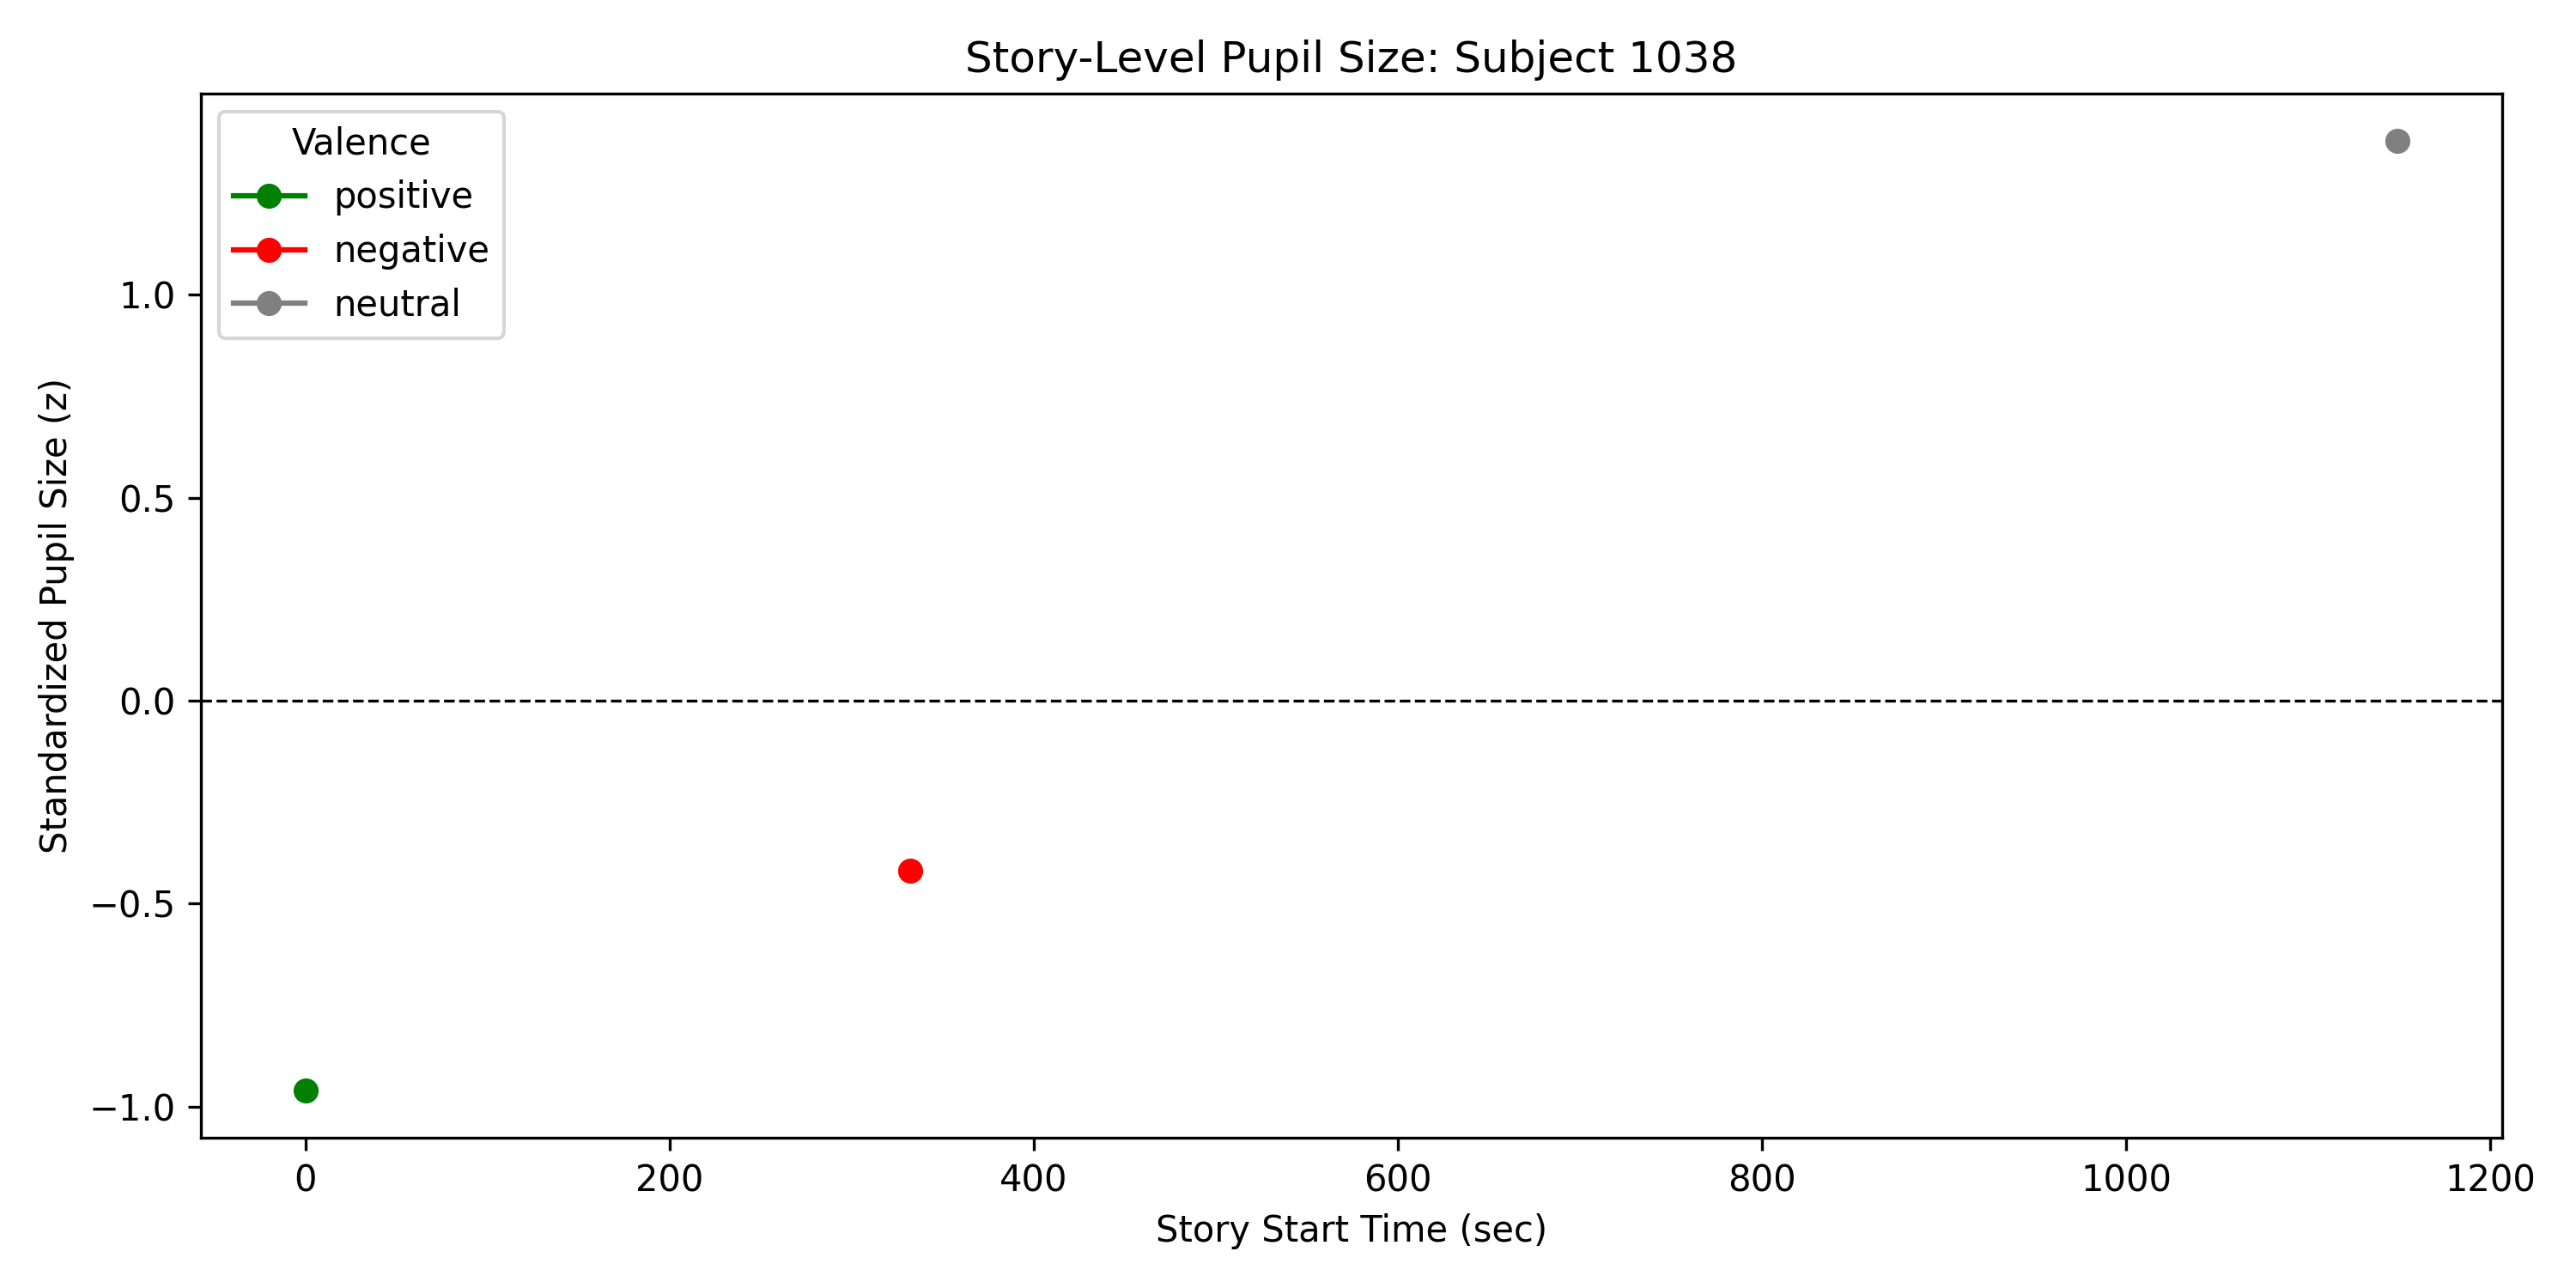 Story-Level Pupil Size: Subject 1038
Valence
positive
negative
neutral
Standardized Pupil Size (z)
1.0
0.5
0.0
−0.5
−1.0
0 200 400 600 800 1000 1200
Story Start Time (sec)